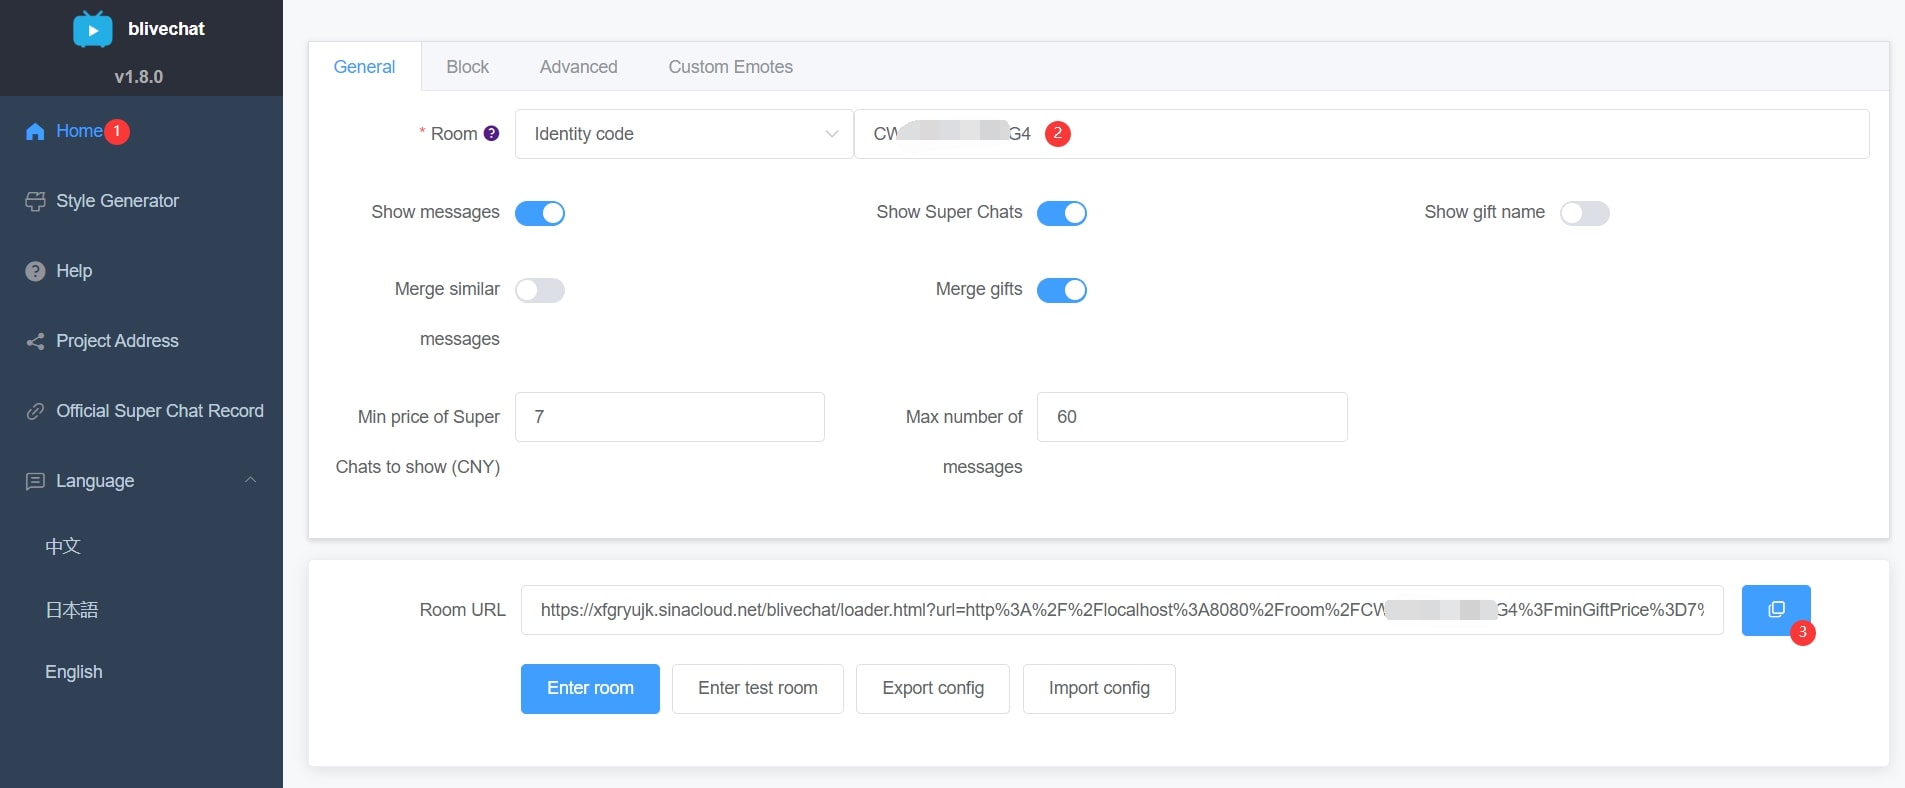 blivechat
v1.8.0
Home 1
Style Generator
Help
Project Address
Official Super Chat Record
Language
中文
日本語
English
General Block Advanced Custom Emotes
* Room ? Identity code CW G4 2
Show messages Show Super Chats Show gift name
Merge similar messages Merge gifts
Min price of Super Chats to show (CNY) 7 Max number of messages 60
Room URL https://xfgryujk.sinacloud.net/blivechat/loader.html?url=http%3A%2F%2Flocalhost%3A8080%2Froom%2FCW G4%3FminGiftPrice%3D7% 3
Enter room Enter test room Export config Import config